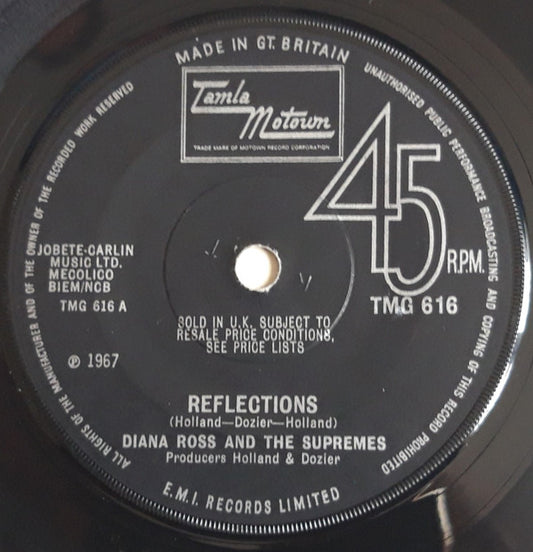 MADE IN GT. BRITAIN
UNAUTHORISED PUBLIC PERFORMANCE BROADCASTING AND COPYING OF THIS RECORD PROHIBITED
ALL RIGHTS OF THE MANUFACTURER AND OF THE OWNER OF THE RECORDED WORK RESERVED
Tamla
Motown
TRADE MARK OF MOTOWN RECORD CORPORATION
45
R.P.M.
TMG 616
JOBETE-CARLIN
MUSIC LTD.
MECOLICO
BIEM/NCB
TMG 616 A
SOLD IN U.K. SUBJECT TO
RESALE PRICE CONDITIONS,
SEE PRICE LISTS
℗ 1967
REFLECTIONS
(Holland—Dozier—Holland)
DIANA ROSS AND THE SUPREMES
Producers Holland & Dozier
E.M.I. RECORDS LIMITED